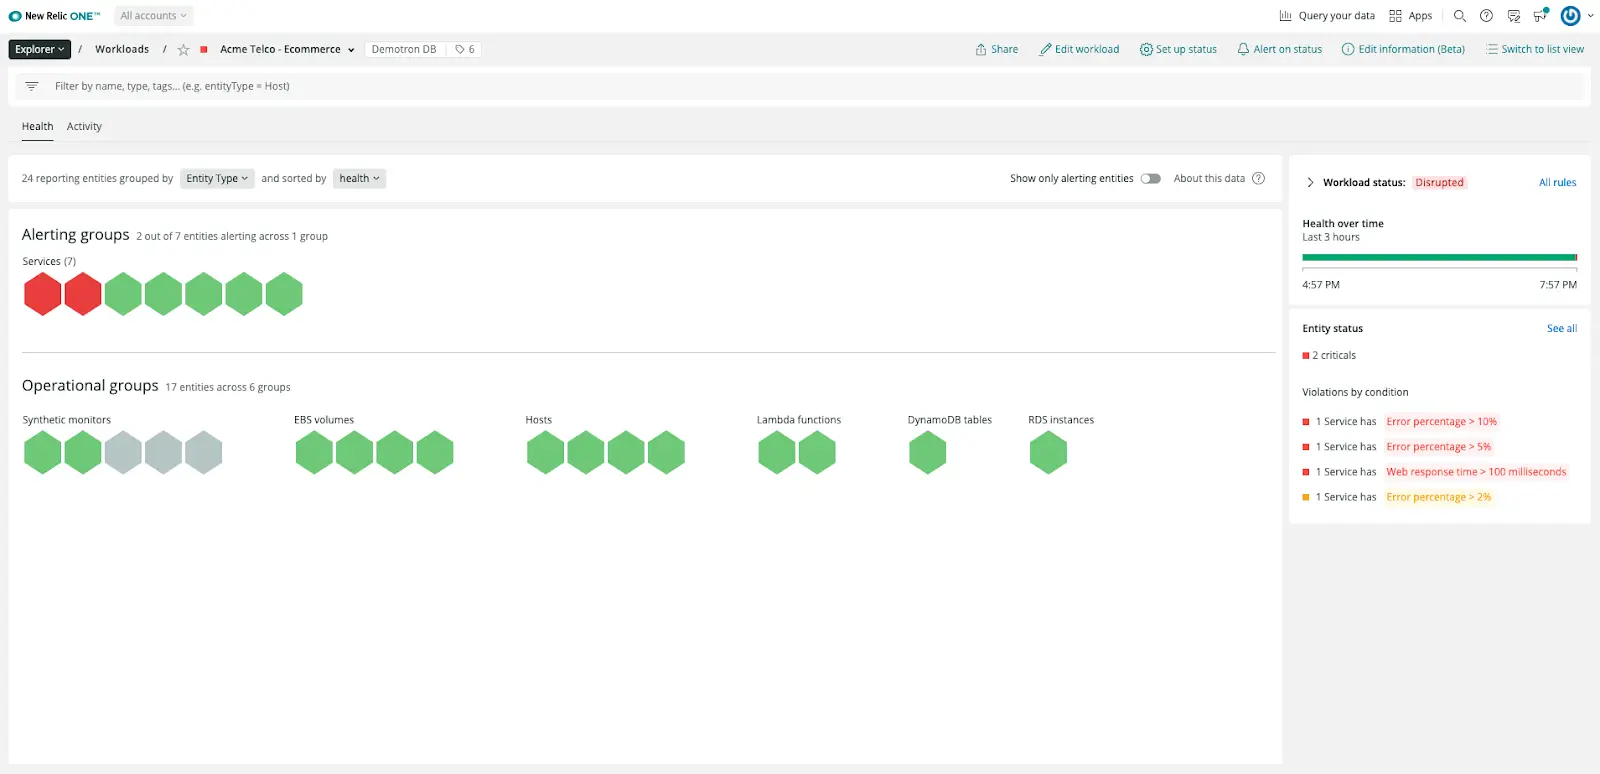 New Relic ONE™ All accounts Query your data Apps
Explorer / Workloads / Acme Telco - Ecommerce Demotron DB 6 Share Edit workload Set up status Alert on status Edit information (Beta) Switch to list view
Filter by name, type, tags... (e.g. entityType = Host)
Health Activity
24 reporting entities grouped by Entity Type and sorted by health Show only alerting entities About this data
Alerting groups 2 out of 7 entities alerting across 1 group
Services (7)
Operational groups 17 entities across 6 groups
Synthetic monitors EBS volumes Hosts Lambda functions DynamoDB tables RDS instances
Workload status: Disrupted All rules
Health over time
Last 3 hours
4:57 PM 7:57 PM
Entity status See all
2 criticals
Violations by condition
1 Service has Error percentage > 10%
1 Service has Error percentage > 5%
1 Service has Web response time > 100 milliseconds
1 Service has Error percentage > 2%